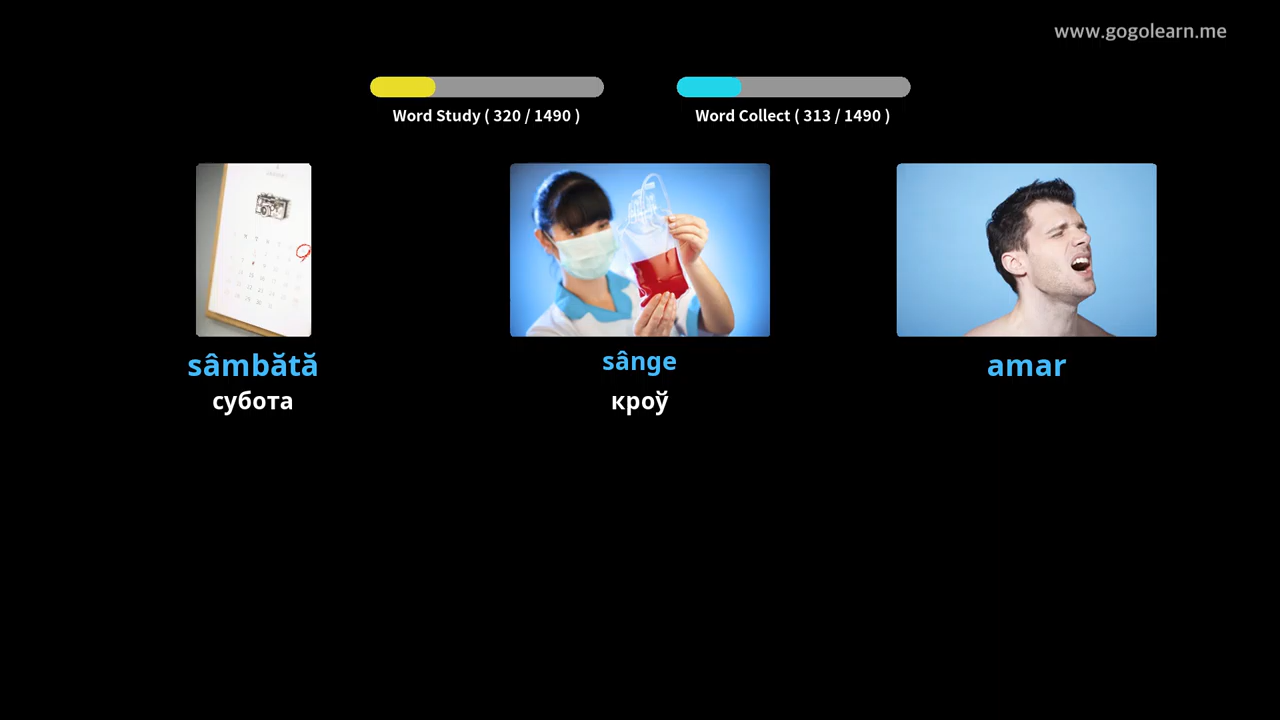 www.gogolearn.me
Word Study ( 320 / 1490 )
Word Collect ( 313 / 1490 )
sâmbătă
sânge
amar
субота
кроў